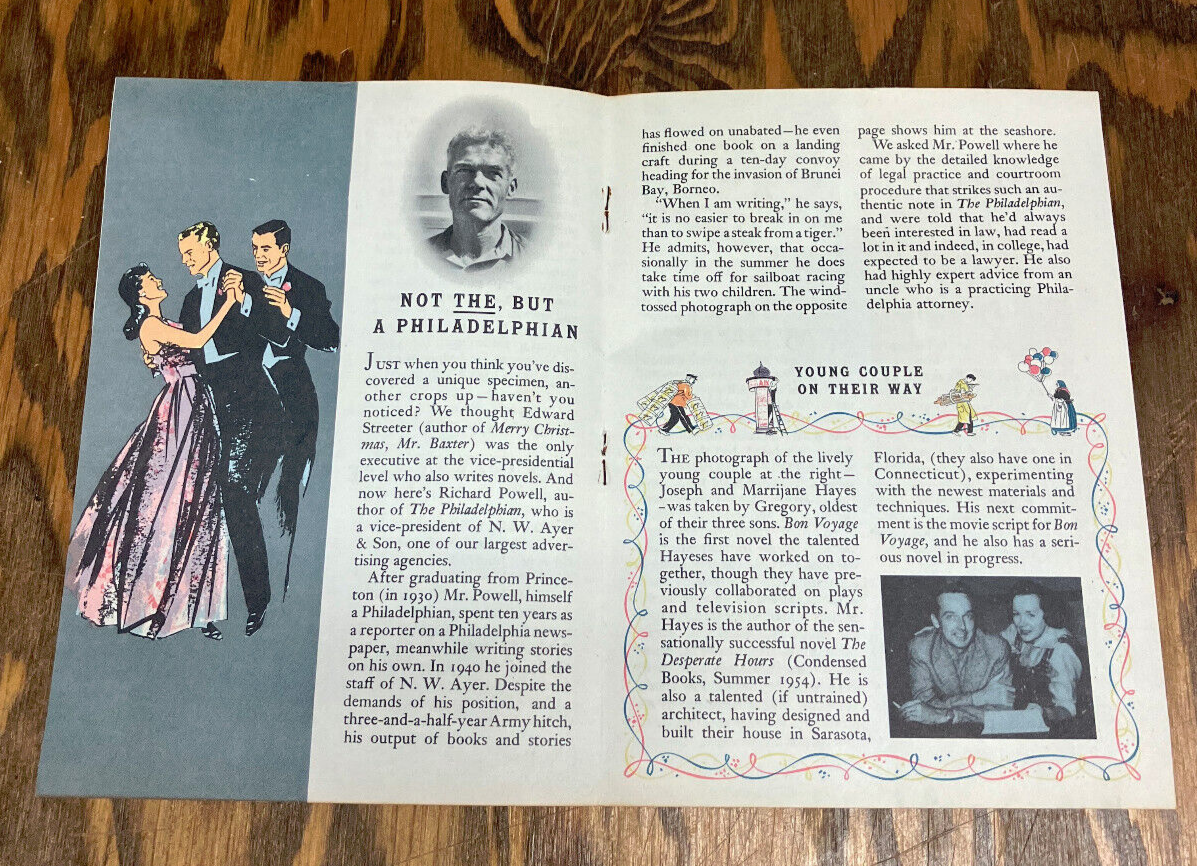 NOT THE, BUT
A PHILADELPHIAN
JUST when you think you've dis-
covered a unique specimen, an-
other crops up—haven't you
noticed? We thought Edward
Streeter (author of Merry Christ-
mas, Mr. Baxter) was the only
executive at the vice-presidential
level who also writes novels. And
now here's Richard Powell, au-
thor of The Philadelphian, who is
a vice-president of N. W. Ayer
& Son, one of our largest adver-
tising agencies.
After graduating from Prince-
ton (in 1930) Mr. Powell, himself
a Philadelphian, spent ten years as
a reporter on a Philadelphia news-
paper, meanwhile writing stories
on his own. In 1940 he joined the
staff of N. W. Ayer. Despite the
demands of his position, and a
three-and-a-half-year Army hitch,
his output of books and stories
has flowed on unabated—he even
finished one book on a landing
craft during a ten-day convoy
heading for the invasion of Brunei
Bay, Borneo.
"When I am writing," he says,
"it is no easier to break in on me
than to swipe a steak from a tiger."
He admits, however, that occa-
sionally in the summer he does
take time off for sailboat racing
with his two children. The wind-
tossed photograph on the opposite
page shows him at the seashore.
We asked Mr. Powell where he
came by the detailed knowledge
of legal practice and courtroom
procedure that strikes such an au-
thentic note in The Philadelphian,
and were told that he'd always
been interested in law, had read a
lot in it and indeed, in college, had
expected to be a lawyer. He also
had highly expert advice from an
uncle who is a practicing Phila-
delphia attorney.
YOUNG COUPLE
ON THEIR WAY
THE photograph of the lively
young couple at the right—
Joseph and Marrijane Hayes
-was taken by Gregory, oldest
of their three sons. Bon Voyage
is the first novel the talented
Hayeses have worked on to-
gether, though they have pre-
viously collaborated on plays
and television scripts. Mr.
Hayes is the author of the sen-
sationally successful novel The
Desperate Hours (Condensed
Books, Summer 1954). He is
also a talented (if untrained)
architect, having designed and
built their house in Sarasota,
Florida, (they also have one in
Connecticut), experimenting
with the newest materials and
techniques. His next commit-
ment is the movie script for Bon
Voyage, and he also has a seri-
ous novel in progress.